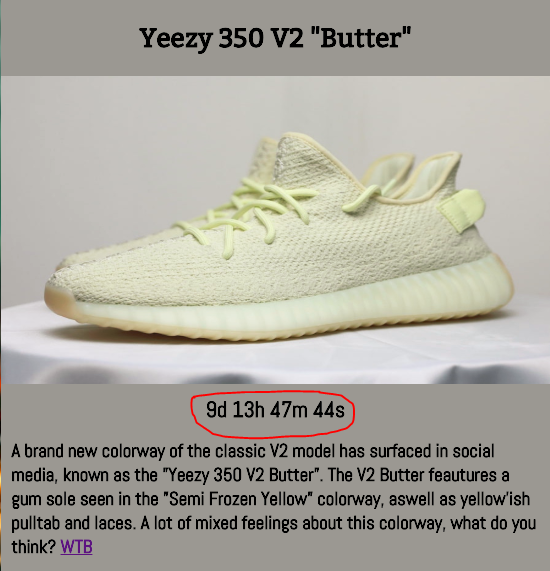 Yeezy 350 V2 "Butter"
9d 13h 47m 44s
A brand new colorway of the classic V2 model has surfaced in social
media, known as the "Yeezy 350 V2 Butter". The V2 Butter feautures a
gum sole seen in the "Semi Frozen Yellow" colorway, aswell as yellow'ish
pulltab and laces. A lot of mixed feelings about this colorway, what do you
think? WTB